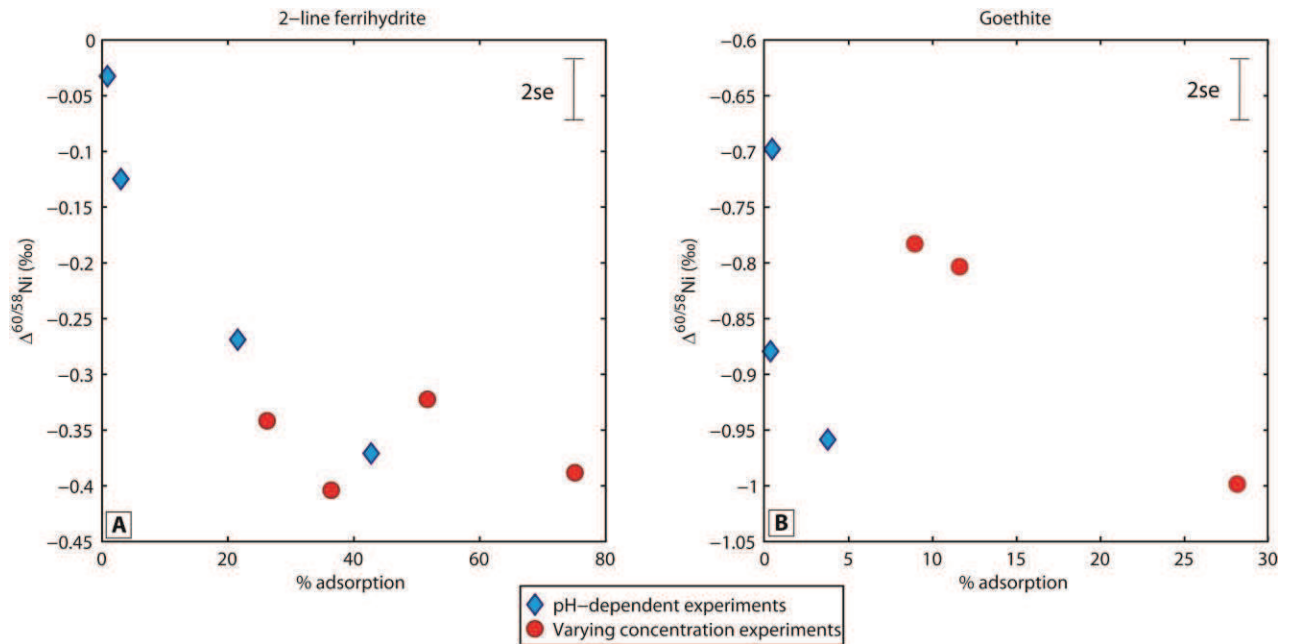 2−line ferrihydrite
0
−0.05
−0.1
−0.15
−0.2
−0.25
−0.3
−0.35
−0.4
−0.45
Δ60/58Ni (‰)
2se
A
0 20 40 60 80
% adsorption
Goethite
−0.6
−0.65
−0.7
−0.75
−0.8
−0.85
−0.9
−0.95
−1
−1.05
Δ60/58Ni (‰)
2se
B
0 5 10 15 20 25 30
% adsorption
pH−dependent experiments
Varying concentration experiments